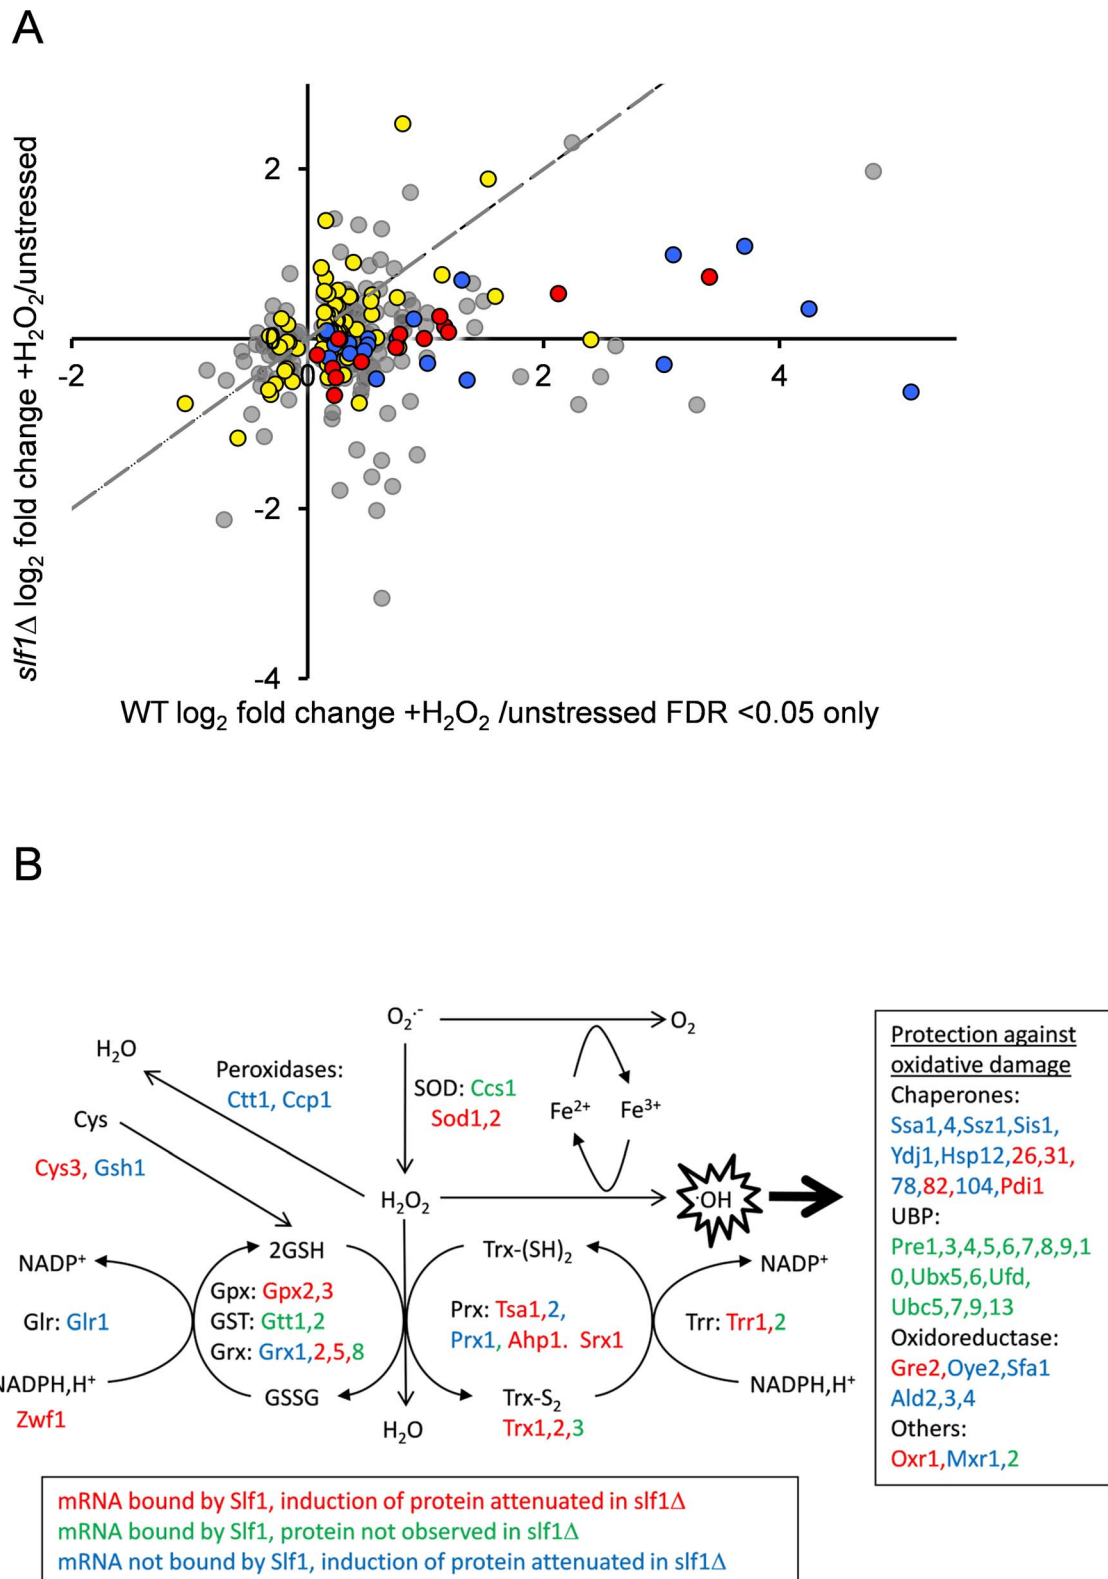 A
slf1Δ log₂ fold change +H₂O₂/unstressed
2
-2
0
2
4
-2
-4
WT log₂ fold change +H₂O₂ /unstressed FDR <0.05 only
B
O₂·⁻
O₂
H₂O
Peroxidases:
Ctt1, Ccp1
SOD: Ccs1
Sod1,2
Fe²⁺
Fe³⁺
Cys
Cys3, Gsh1
H₂O₂
·OH
2GSH
Trx-(SH)₂
NADP⁺
NADP⁺
Gpx: Gpx2,3
GST: Gtt1,2
Grx: Grx1,2,5,8
Glr: Glr1
Prx: Tsa1,2,
Prx1, Ahp1. Srx1
Trr: Trr1,2
NADPH,H⁺
Zwf1
GSSG
H₂O
Trx-S₂
Trx1,2,3
NADPH,H⁺
Protection against
oxidative damage
Chaperones:
Ssa1,4,Ssz1,Sis1,
Ydj1,Hsp12,26,31,
78,82,104,Pdi1
UBP:
Pre1,3,4,5,6,7,8,9,1
0,Ubx5,6,Ufd,
Ubc5,7,9,13
Oxidoreductase:
Gre2,Oye2,Sfa1
Ald2,3,4
Others:
Oxr1,Mxr1,2
mRNA bound by Slf1, induction of protein attenuated in slf1Δ
mRNA bound by Slf1, protein not observed in slf1Δ
mRNA not bound by Slf1, induction of protein attenuated in slf1Δ